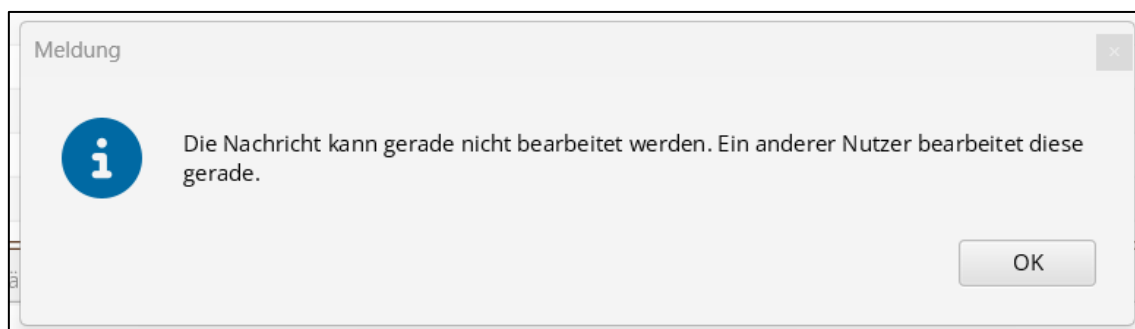 Meldung
Die Nachricht kann gerade nicht bearbeitet werden. Ein anderer Nutzer bearbeitet diese
gerade.
OK
ä